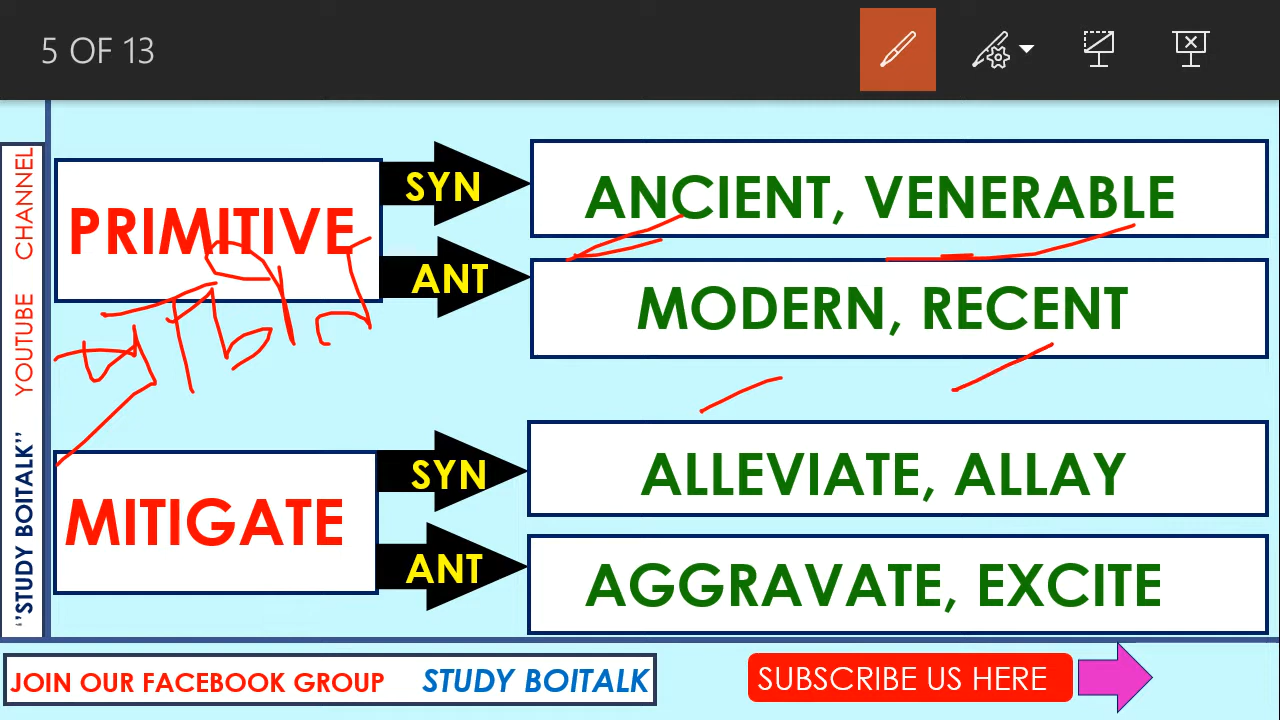 5 OF 13
PRIMITIVE
SYN
ANCIENT, VENERABLE
ANT
MODERN, RECENT
MITIGATE
SYN
ALLEVIATE, ALLAY
ANT
AGGRAVATE, EXCITE
"STUDY BOITALK" YOUTUBE CHANNEL
JOIN OUR FACEBOOK GROUP STUDY BOITALK
SUBSCRIBE US HERE